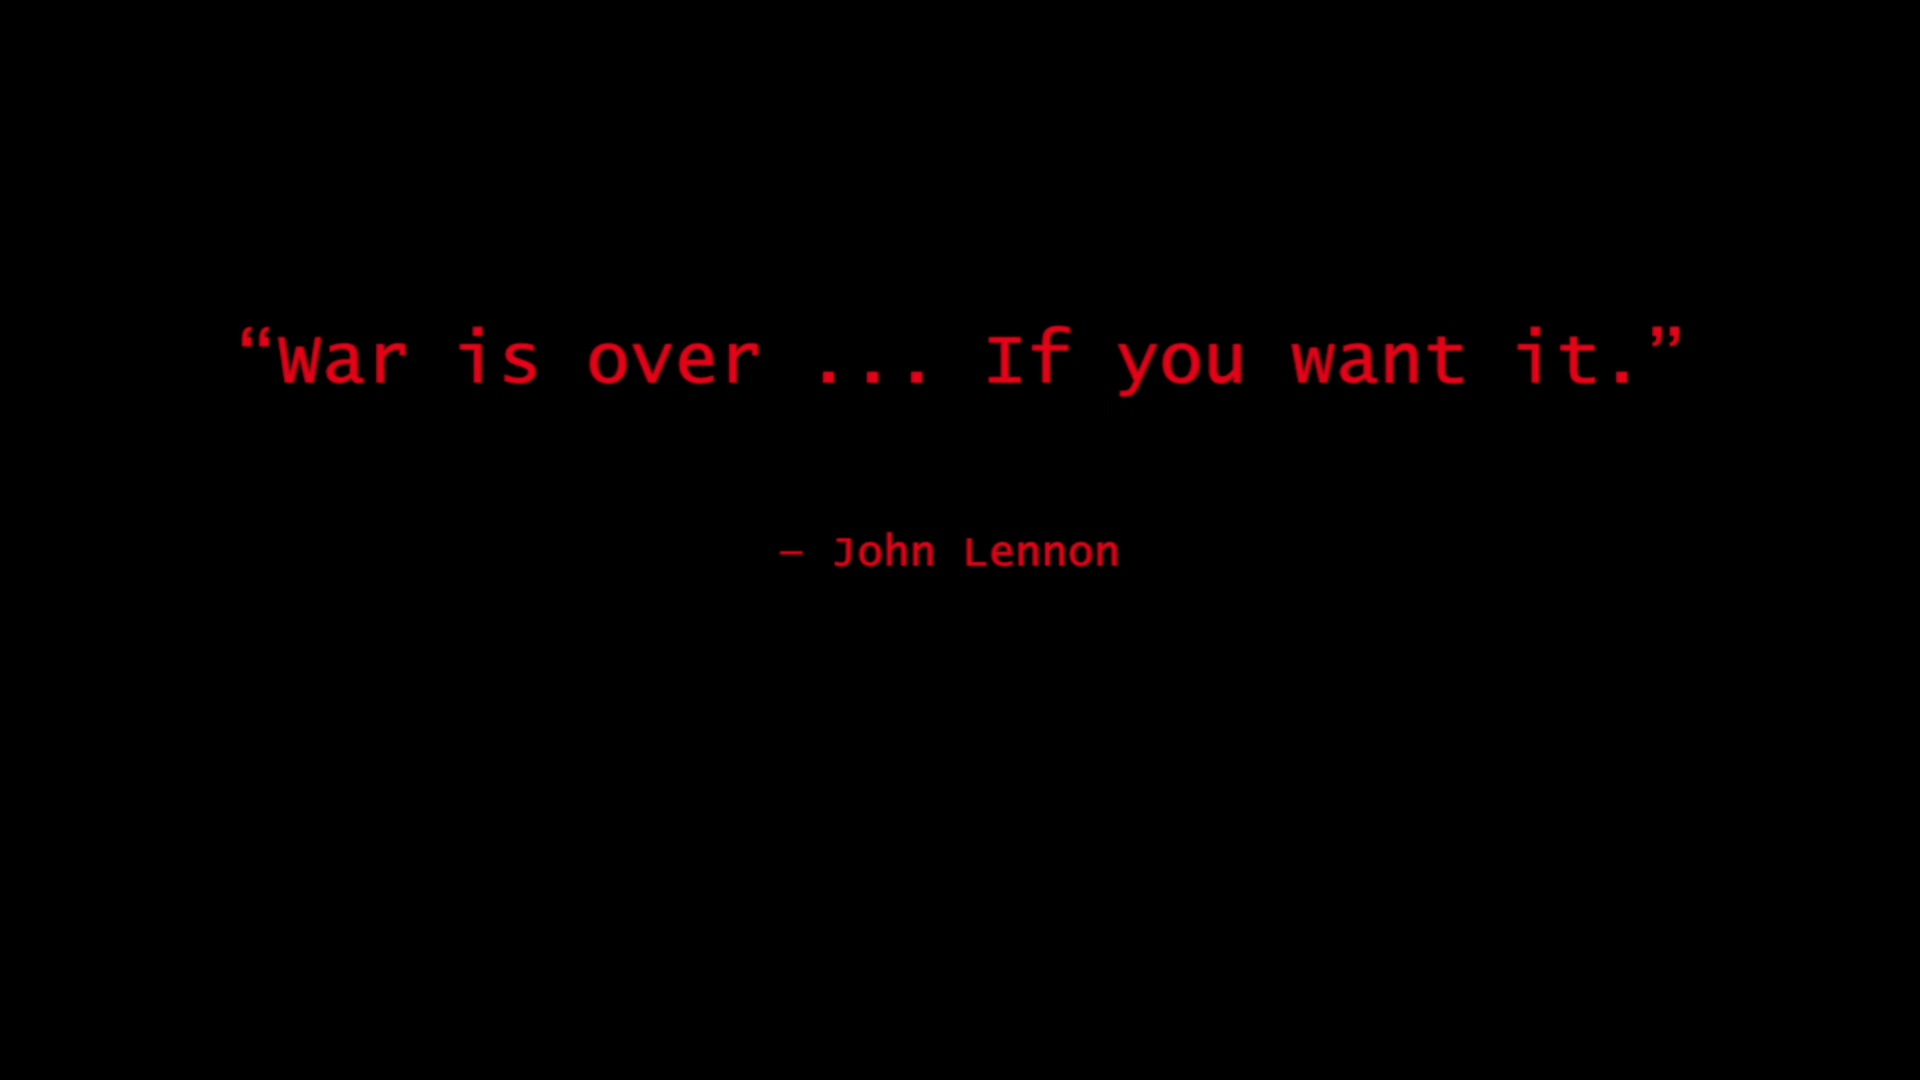 “War is over ... If you want it.”
— John Lennon